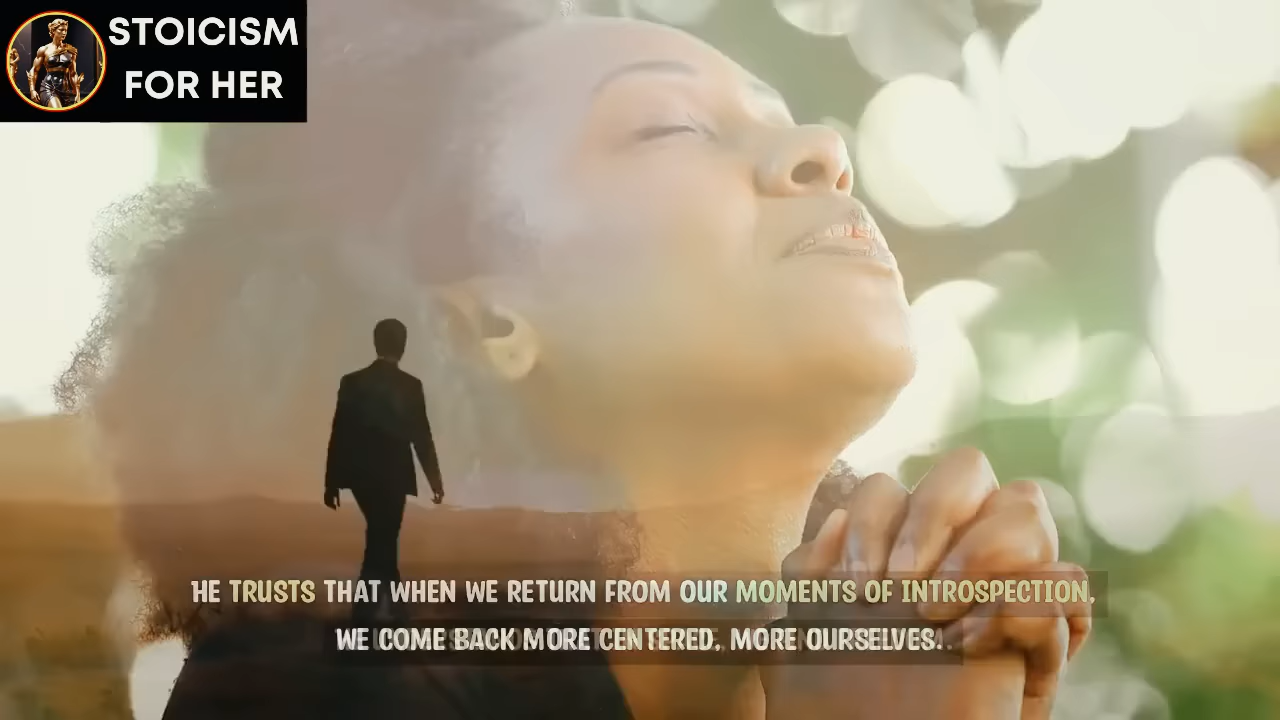 STOICISM
FOR HER
HE TRUSTS THAT WHEN WE RETURN FROM OUR MOMENTS OF INTROSPECTION,
WE COME BACK MORE CENTERED, MORE OURSELVES.